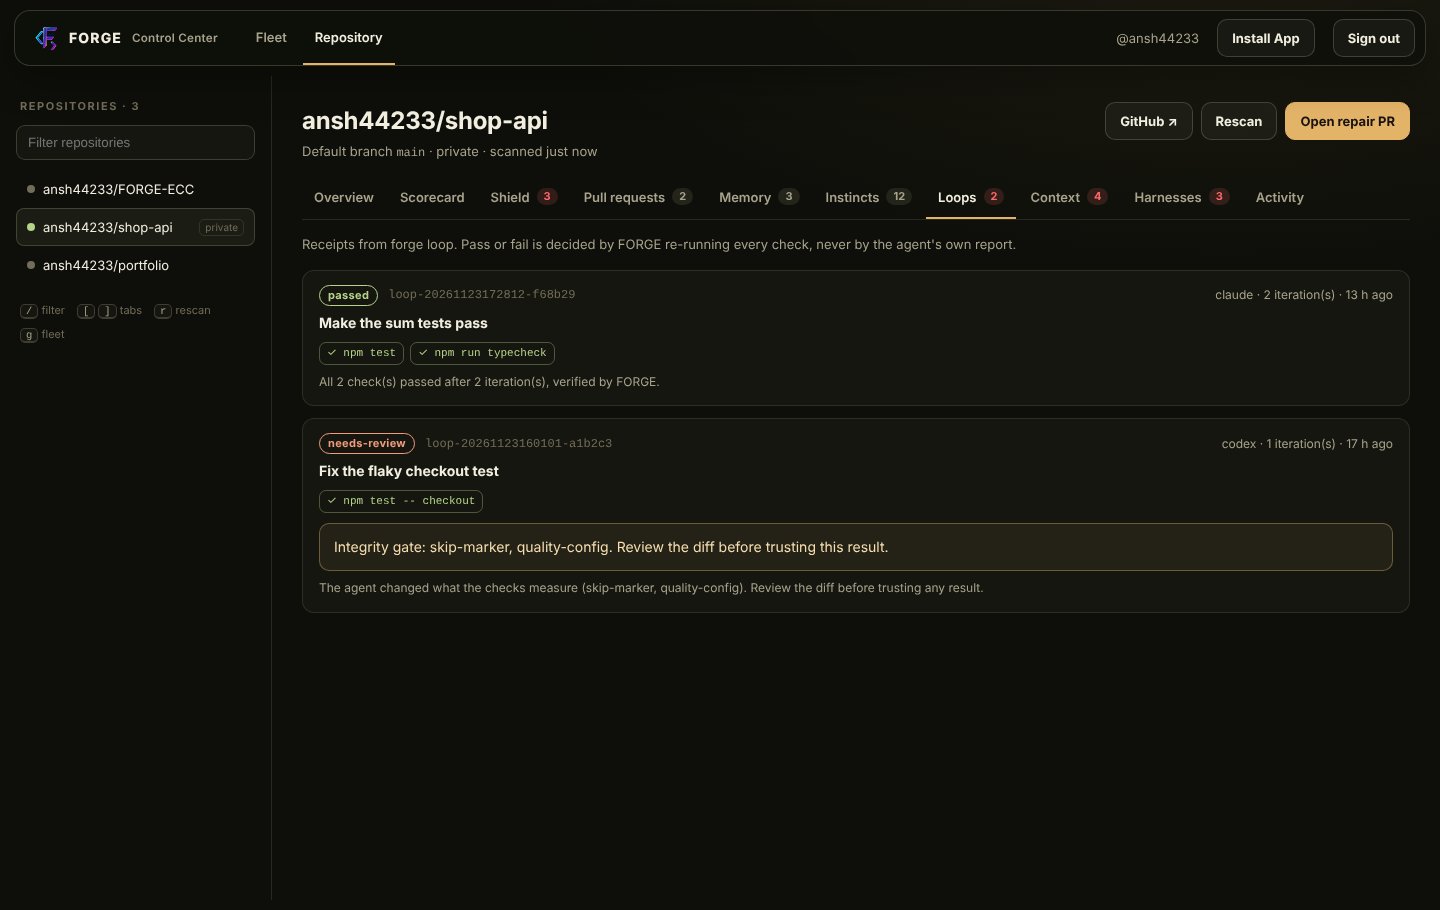 FORGE Control Center Fleet Repository @ansh44233 Install App Sign out
REPOSITORIES · 3
Filter repositories
ansh44233/FORGE-ECC
ansh44233/shop-api private
ansh44233/portfolio
/ filter [ ] tabs r rescan
g fleet
ansh44233/shop-api
Default branch main · private · scanned just now
GitHub ↗ Rescan Open repair PR
Overview Scorecard Shield 3 Pull requests 2 Memory 3 Instincts 12 Loops 2 Context 4 Harnesses 3 Activity
Receipts from forge loop. Pass or fail is decided by FORGE re-running every check, never by the agent's own report.
passed loop-20261123172812-f68b29 claude · 2 iteration(s) · 13 h ago
Make the sum tests pass
✓ npm test ✓ npm run typecheck
All 2 check(s) passed after 2 iteration(s), verified by FORGE.
needs-review loop-20261123160101-a1b2c3 codex · 1 iteration(s) · 17 h ago
Fix the flaky checkout test
✓ npm test -- checkout
Integrity gate: skip-marker, quality-config. Review the diff before trusting this result.
The agent changed what the checks measure (skip-marker, quality-config). Review the diff before trusting any result.